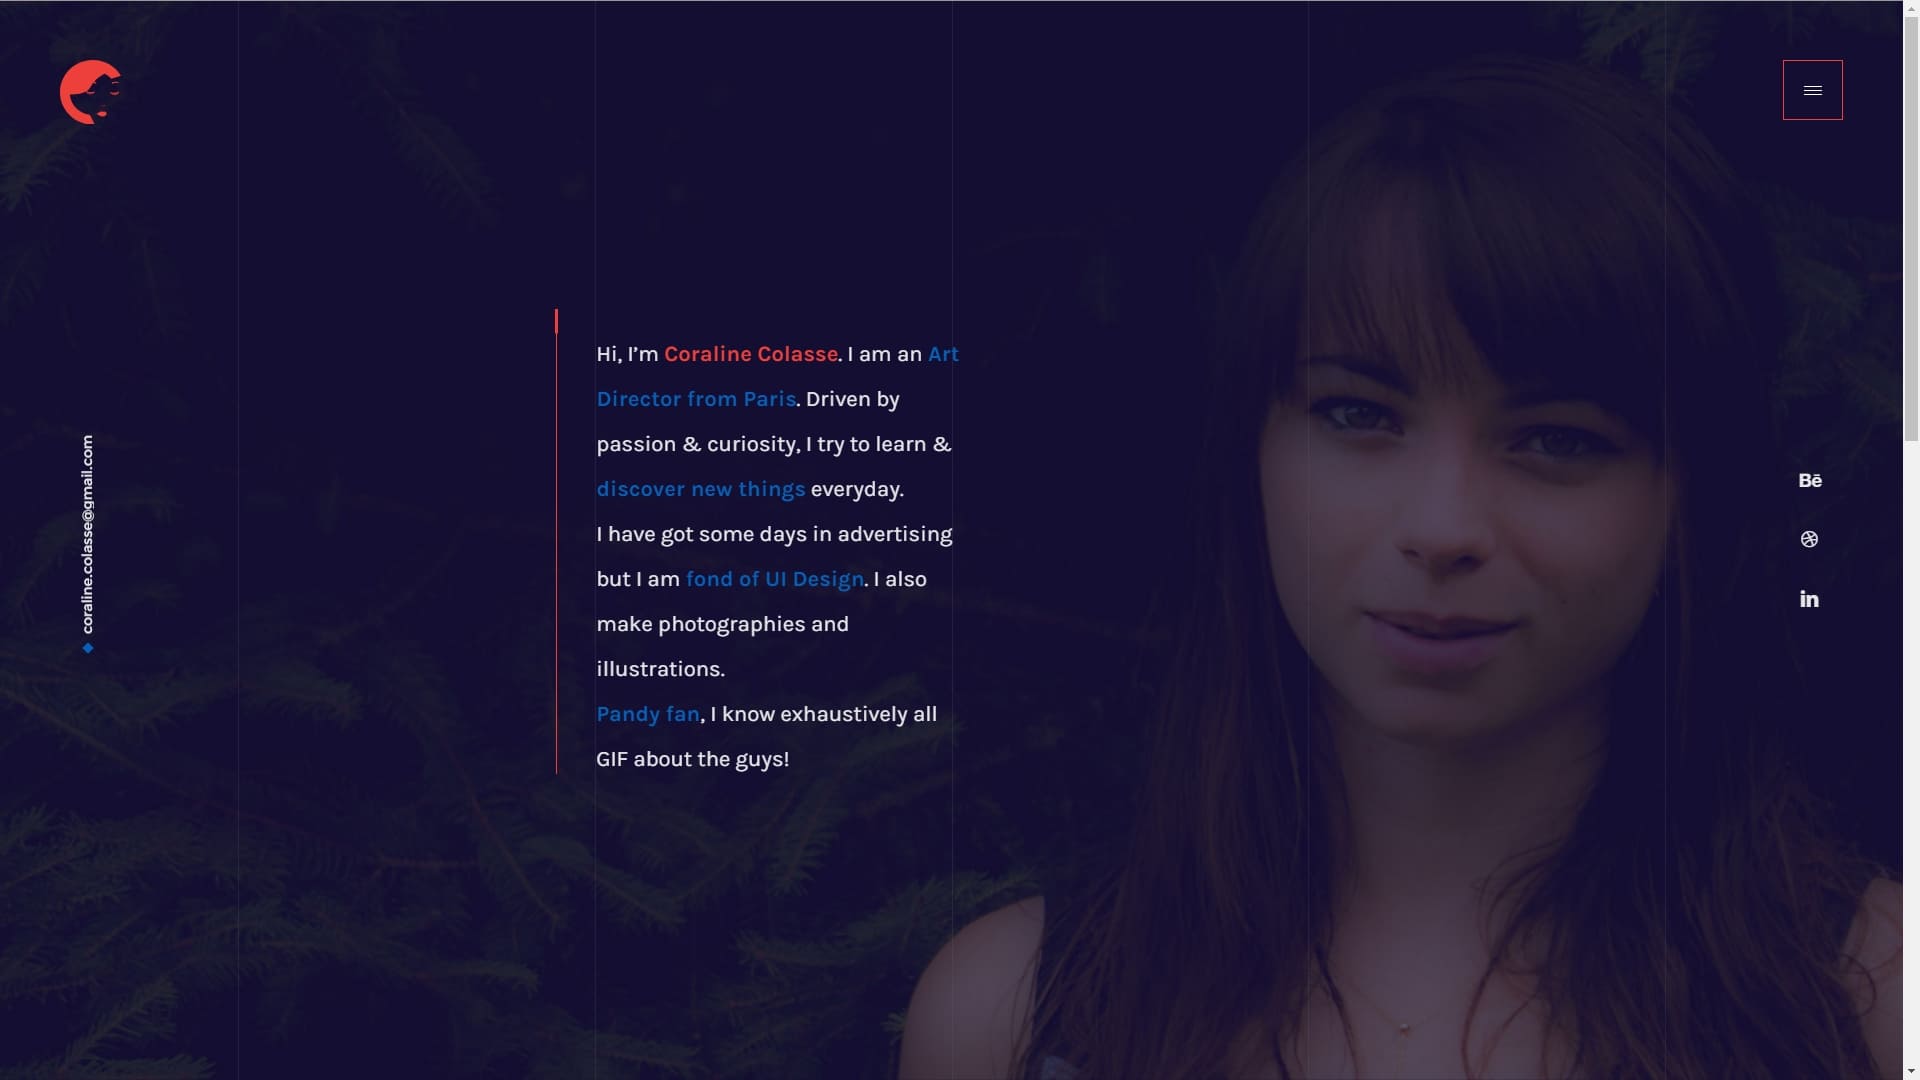 Hi, I’m Coraline Colasse. I am an Art
Director from Paris. Driven by
passion & curiosity, I try to learn &
discover new things everyday.
I have got some days in advertising
but I am fond of UI Design. I also
make photographies and
illustrations.
Pandy fan, I know exhaustively all
GIF about the guys!
coraline.colasse@gmail.com
Bē
in